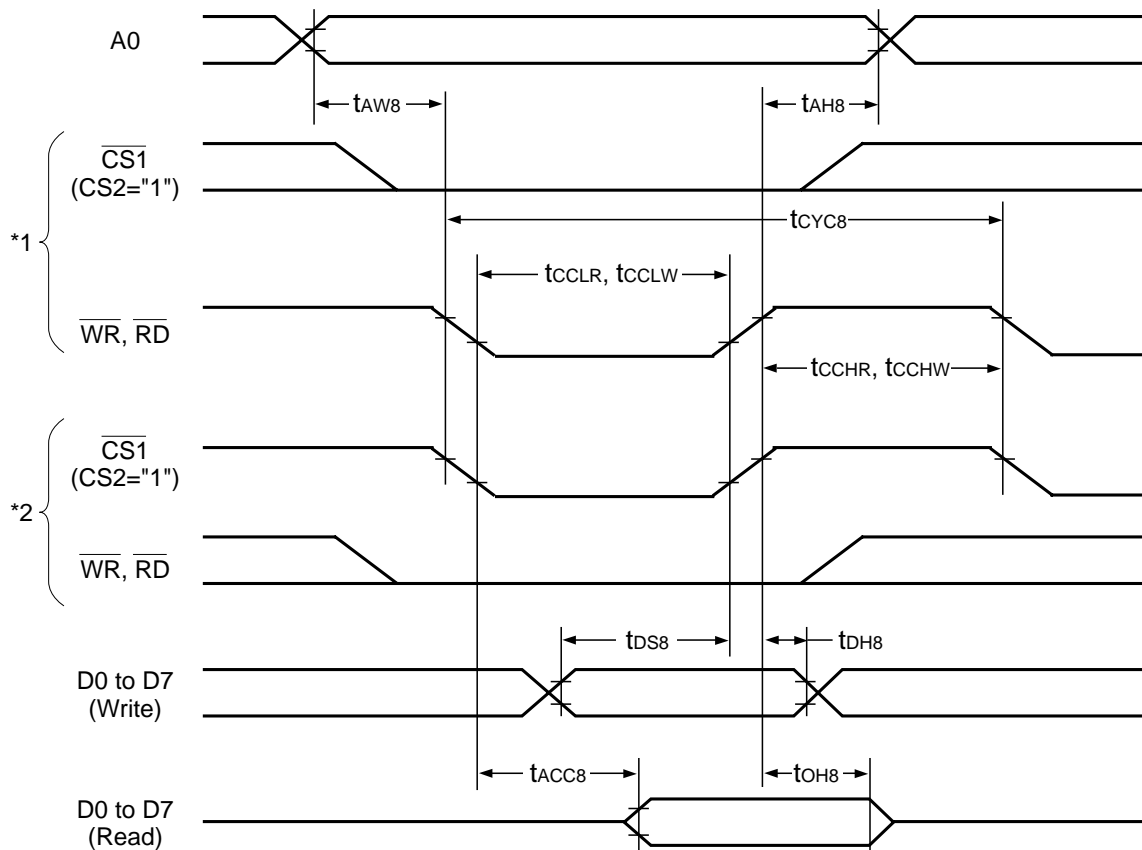 A0
tAW8
tAH8
CS1
(CS2="1")
tCYC8
*1
tCCLR, tCCLW
WR, RD
tCCHR, tCCHW
CS1
(CS2="1")
*2
WR, RD
tDS8
tDH8
D0 to D7
(Write)
tACC8
tOH8
D0 to D7
(Read)